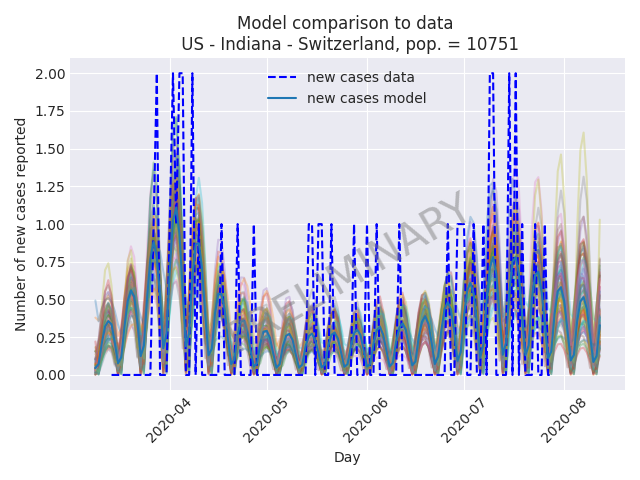 Model comparison to data
US - Indiana - Switzerland, pop. = 10751
new cases data
new cases model
Number of new cases reported
2.00
1.75
1.50
1.25
1.00
0.75
0.50
0.25
0.00
PRELIMINARY
2020-04
2020-05
2020-06
2020-07
2020-08
Day